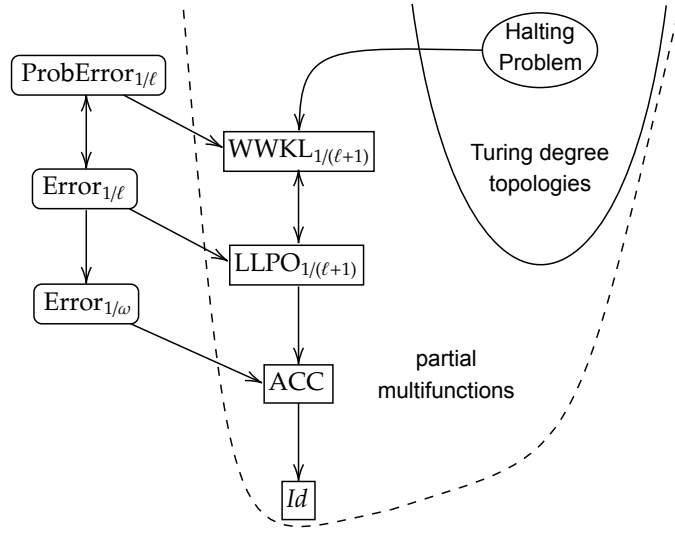 Halting
Problem
ProbError₁/ℓ
WWKL₁/(ℓ+1)
Turing degree
topologies
Error₁/ℓ
LLPO₁/(ℓ+1)
Error₁/ω
partial
multifunctions
ACC
Id